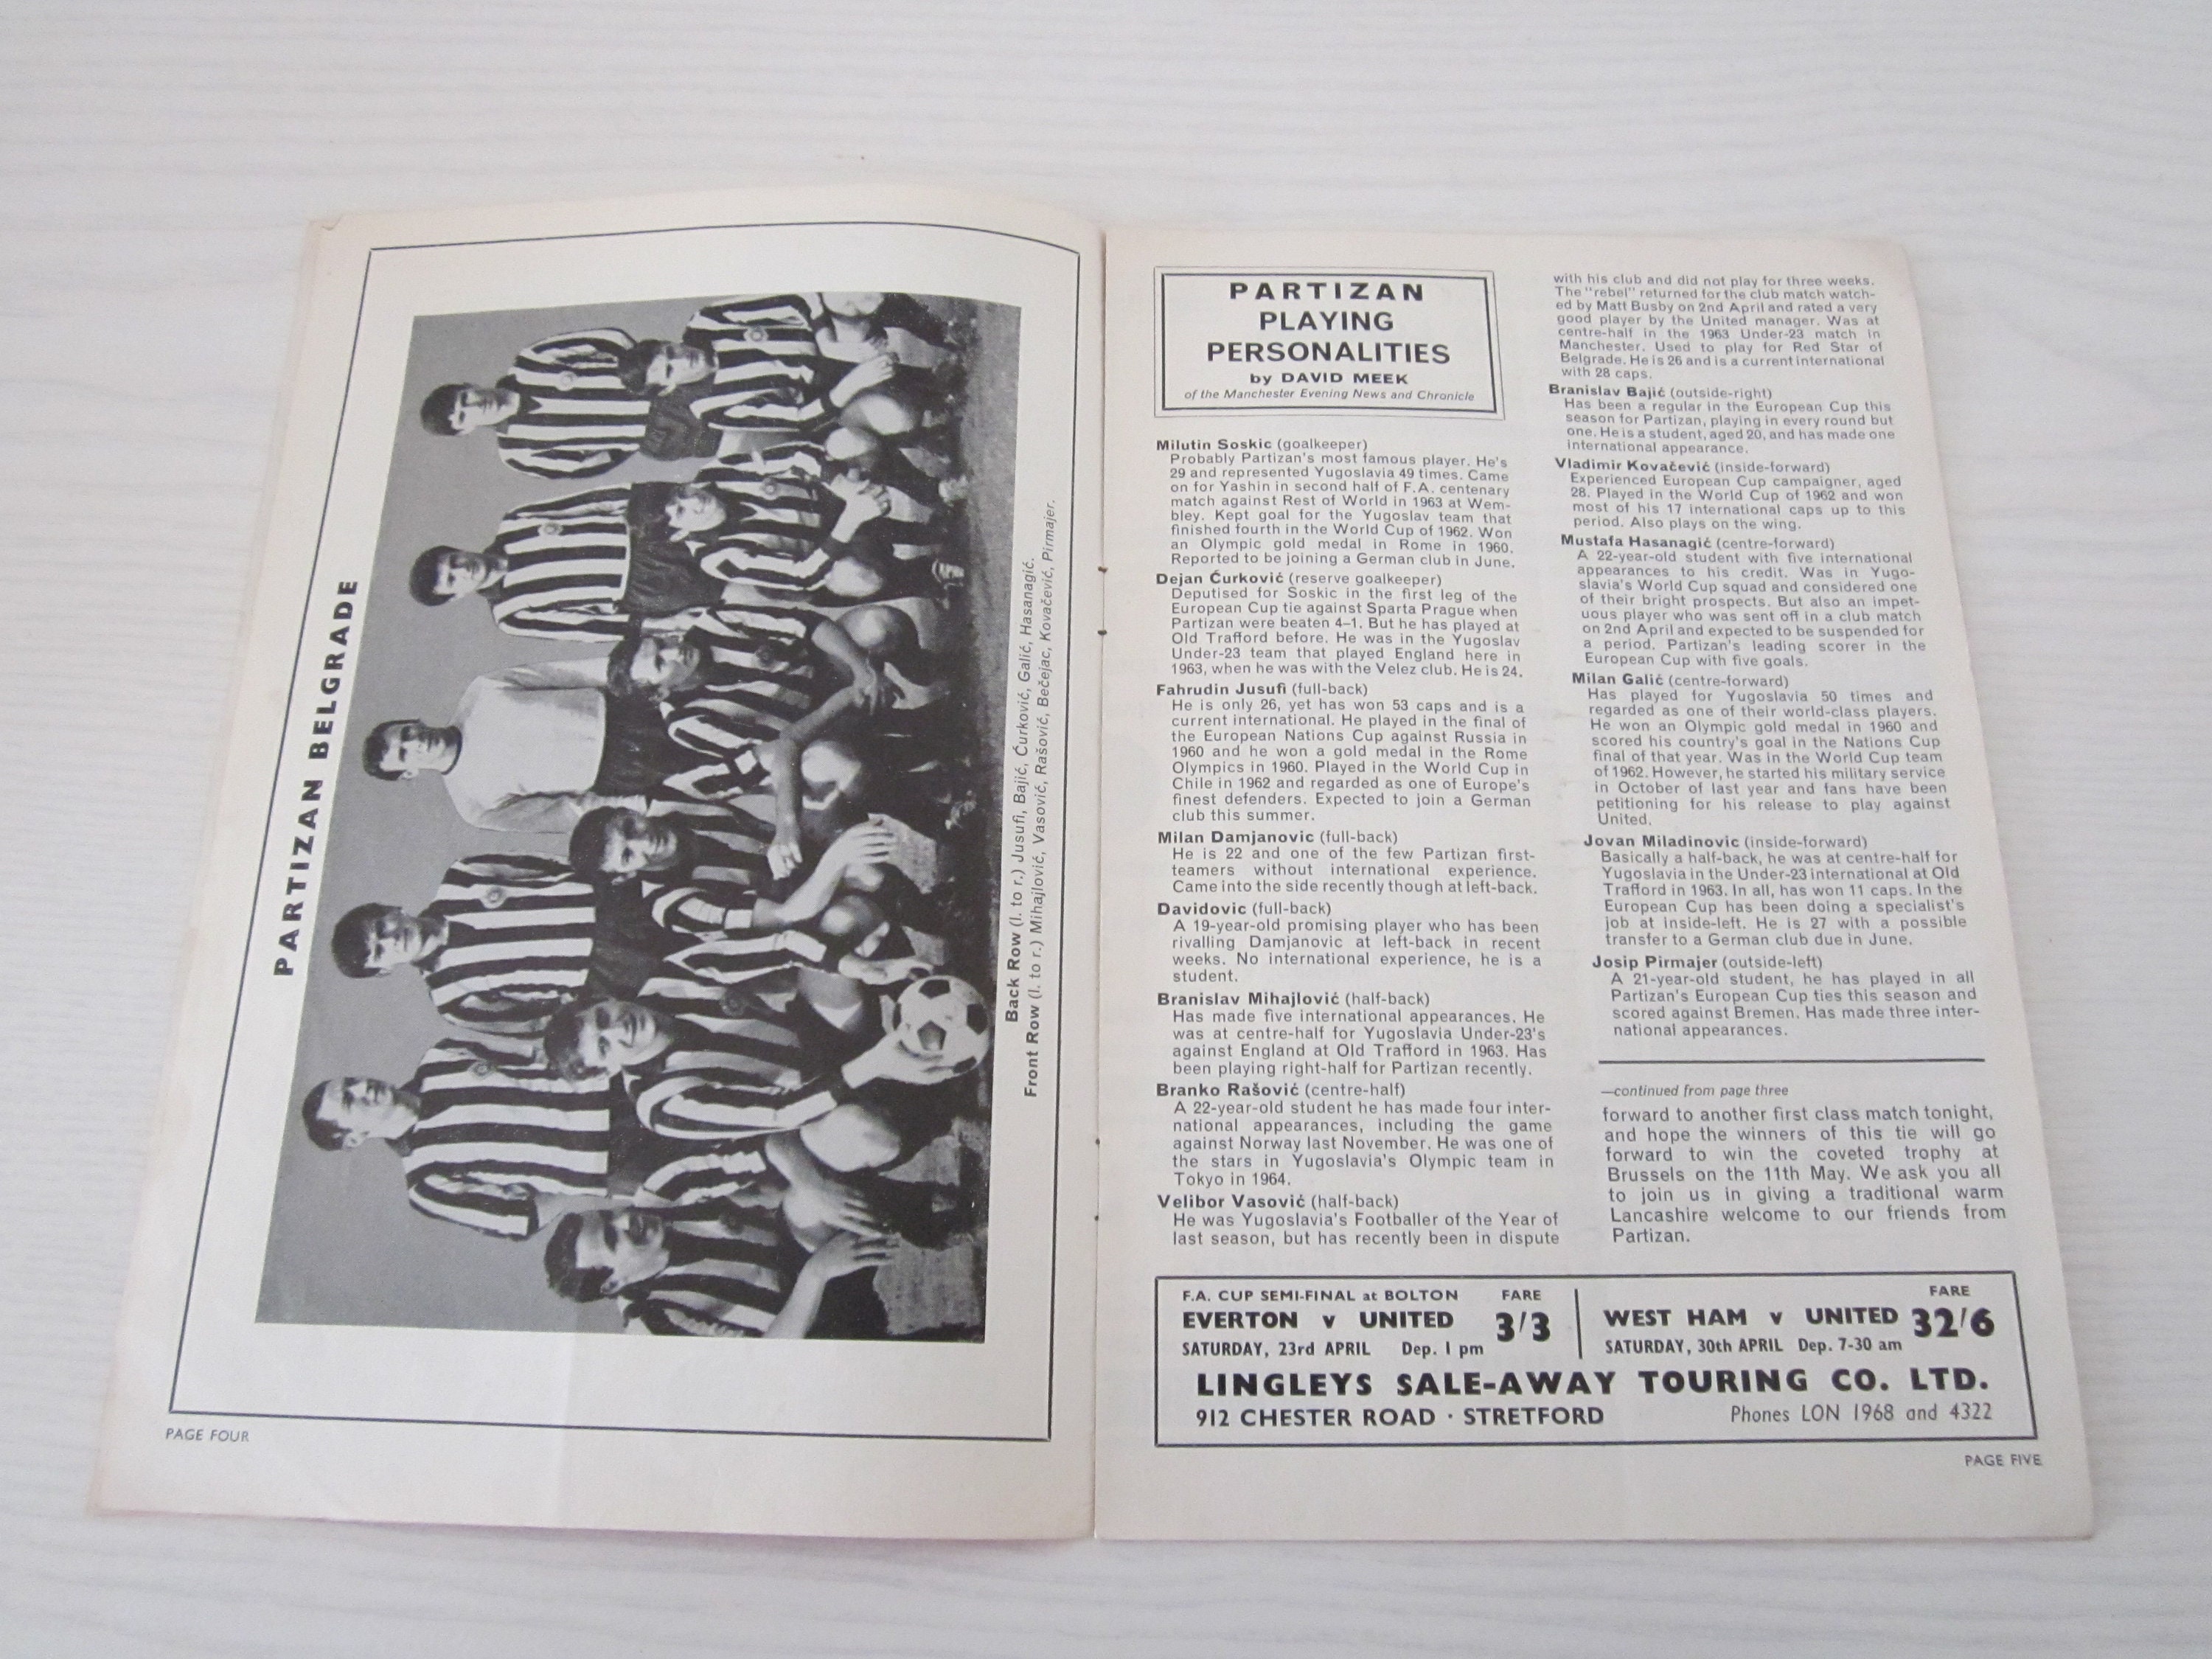 PARTIZAN BELGRADE
Back Row (l. to r.) Jusufi, Bajić, Ćurković, Galić, Hasanagić.
Front Row (l. to r.) Mihajlović, Vasović, Rašović, Bečejac, Kovačević, Pirmajer.
PAGE FOUR
PARTIZAN
PLAYING
PERSONALITIES
by DAVID MEEK
of the Manchester Evening News and Chronicle
Milutin Soskic (goalkeeper)
Probably Partizan's most famous player. He's
29 and represented Yugoslavia 49 times. Came
on for Yashin in second half of F.A. centenary
match against Rest of World in 1963 at Wem-
bley. Kept goal for the Yugoslav team that
finished fourth in the World Cup of 1962. Won
an Olympic gold medal in Rome in 1960.
Reported to be joining a German club in June.
Dejan Ćurković (reserve goalkeeper)
Deputised for Soskic in the first leg of the
European Cup tie against Sparta Prague when
Partizan were beaten 4–1. But he has played at
Old Trafford before. He was in the Yugoslav
Under-23 team that played England here in
1963, when he was with the Velez club. He is 24.
Fahrudin Jusufi (full-back)
He is only 26, yet has won 53 caps and is a
current international. He played in the final of
the European Nations Cup against Russia in
1960 and he won a gold medal in the Rome
Olympics in 1960. Played in the World Cup in
Chile in 1962 and regarded as one of Europe's
finest defenders. Expected to join a German
club this summer.
Milan Damjanovic (full-back)
He is 22 and one of the few Partizan first-
teamers without international experience.
Came into the side recently though at left-back.
Davidovic (full-back)
A 19-year-old promising player who has been
rivalling Damjanovic at left-back in recent
weeks. No international experience, he is a
student.
Branislav Mihajlović (half-back)
Has made five international appearances. He
was at centre-half for Yugoslavia Under-23's
against England at Old Trafford in 1963. Has
been playing right-half for Partizan recently.
Branko Rašović (centre-half)
A 22-year-old student he has made four inter-
national appearances, including the game
against Norway last November. He was one of
the stars in Yugoslavia's Olympic team in
Tokyo in 1964.
Velibor Vasović (half-back)
He was Yugoslavia's Footballer of the Year of
last season, but has recently been in dispute
with his club and did not play for three weeks.
The "rebel" returned for the club match watch-
ed by Matt Busby on 2nd April and rated a very
good player by the United manager. Was at
centre-half in the 1963 Under-23 match in
Manchester. Used to play for Red Star of
Belgrade. He is 26 and is a current international
with 28 caps.
Branislav Bajić (outside-right)
Has been a regular in the European Cup this
season for Partizan, playing in every round but
one. He is a student, aged 20, and has made one
international appearance.
Vladimir Kovačević (inside-forward)
Experienced European Cup campaigner, aged
28. Played in the World Cup of 1962 and won
most of his 17 international caps up to this
period. Also plays on the wing.
Mustafa Hasanagić (centre-forward)
A 22-year-old student with five international
appearances to his credit. Was in Yugo-
slavia's World Cup squad and considered one
of their bright prospects. But also an impet-
uous player who was sent off in a club match
on 2nd April and expected to be suspended for
a period. Partizan's leading scorer in the
European Cup with five goals.
Milan Galić (centre-forward)
Has played for Yugoslavia 50 times and
regarded as one of their world-class players.
He won an Olympic gold medal in 1960 and
scored his country's goal in the Nations Cup
final of that year. Was in the World Cup team
of 1962. However, he started his military service
in October of last year and fans have been
petitioning for his release to play against
United.
Jovan Miladinovic (inside-forward)
Basically a half-back, he was at centre-half for
Yugoslavia in the Under-23 international at Old
Trafford in 1963. In all, has won 11 caps. In the
European Cup has been doing a specialist's
job at inside-left. He is 27 with a possible
transfer to a German club due in June.
Josip Pirmajer (outside-left)
A 21-year-old student, he has played in all
Partizan's European Cup ties this season and
scored against Bremen. Has made three inter-
national appearances.
—continued from page three
forward to another first class match tonight,
and hope the winners of this tie will go
forward to win the coveted trophy at
Brussels on the 11th May. We ask you all
to join us in giving a traditional warm
Lancashire welcome to our friends from
Partizan.
F.A. CUP SEMI-FINAL at BOLTON FARE
EVERTON v UNITED 3/3
SATURDAY, 23rd APRIL Dep. 1 pm
FARE
WEST HAM v UNITED 32/6
SATURDAY, 30th APRIL Dep. 7-30 am
LINGLEYS SALE-AWAY TOURING CO. LTD.
912 CHESTER ROAD · STRETFORD Phones LON 1968 and 4322
PAGE FIVE